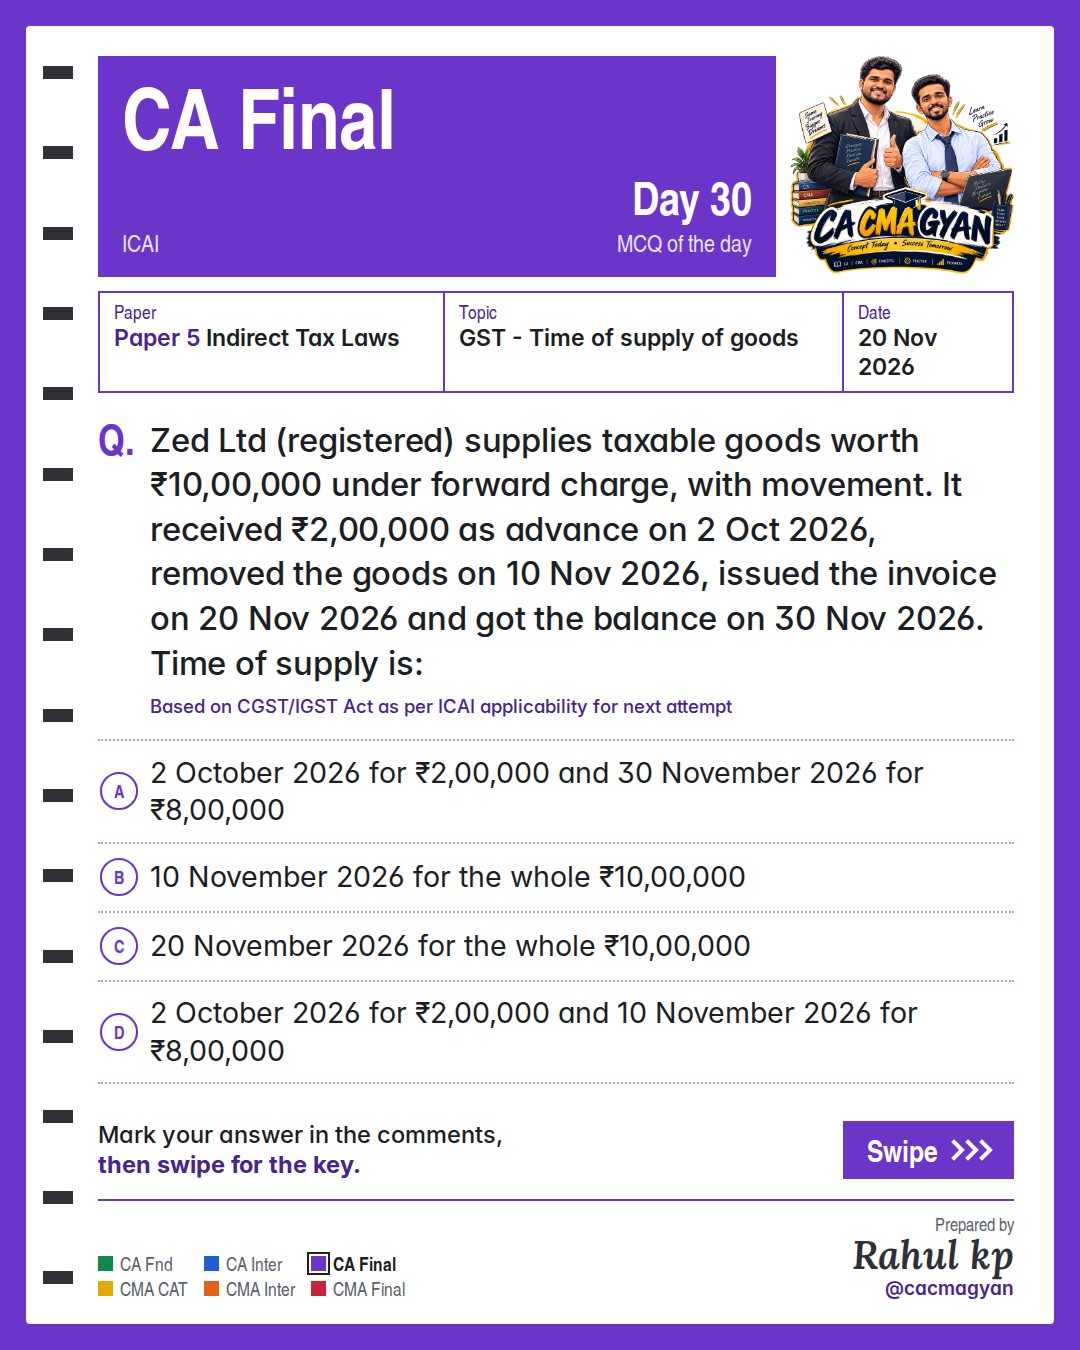 CA Final
Day 30
ICAI
MCQ of the day
CA CMA GYAN
Concept Today • Success Tomorrow
Learn
Practice
Grow
Paper
Paper 5 Indirect Tax Laws
Topic
GST - Time of supply of goods
Date
20 Nov
2026
Q. Zed Ltd (registered) supplies taxable goods worth
₹10,00,000 under forward charge, with movement. It
received ₹2,00,000 as advance on 2 Oct 2026,
removed the goods on 10 Nov 2026, issued the invoice
on 20 Nov 2026 and got the balance on 30 Nov 2026.
Time of supply is:
Based on CGST/IGST Act as per ICAI applicability for next attempt
A 2 October 2026 for ₹2,00,000 and 30 November 2026 for
₹8,00,000
B 10 November 2026 for the whole ₹10,00,000
C 20 November 2026 for the whole ₹10,00,000
D 2 October 2026 for ₹2,00,000 and 10 November 2026 for
₹8,00,000
Mark your answer in the comments,
then swipe for the key.
Swipe
Prepared by
Rahul kp
@cacmagyan
CA Fnd CA Inter CA Final
CMA CAT CMA Inter CMA Final